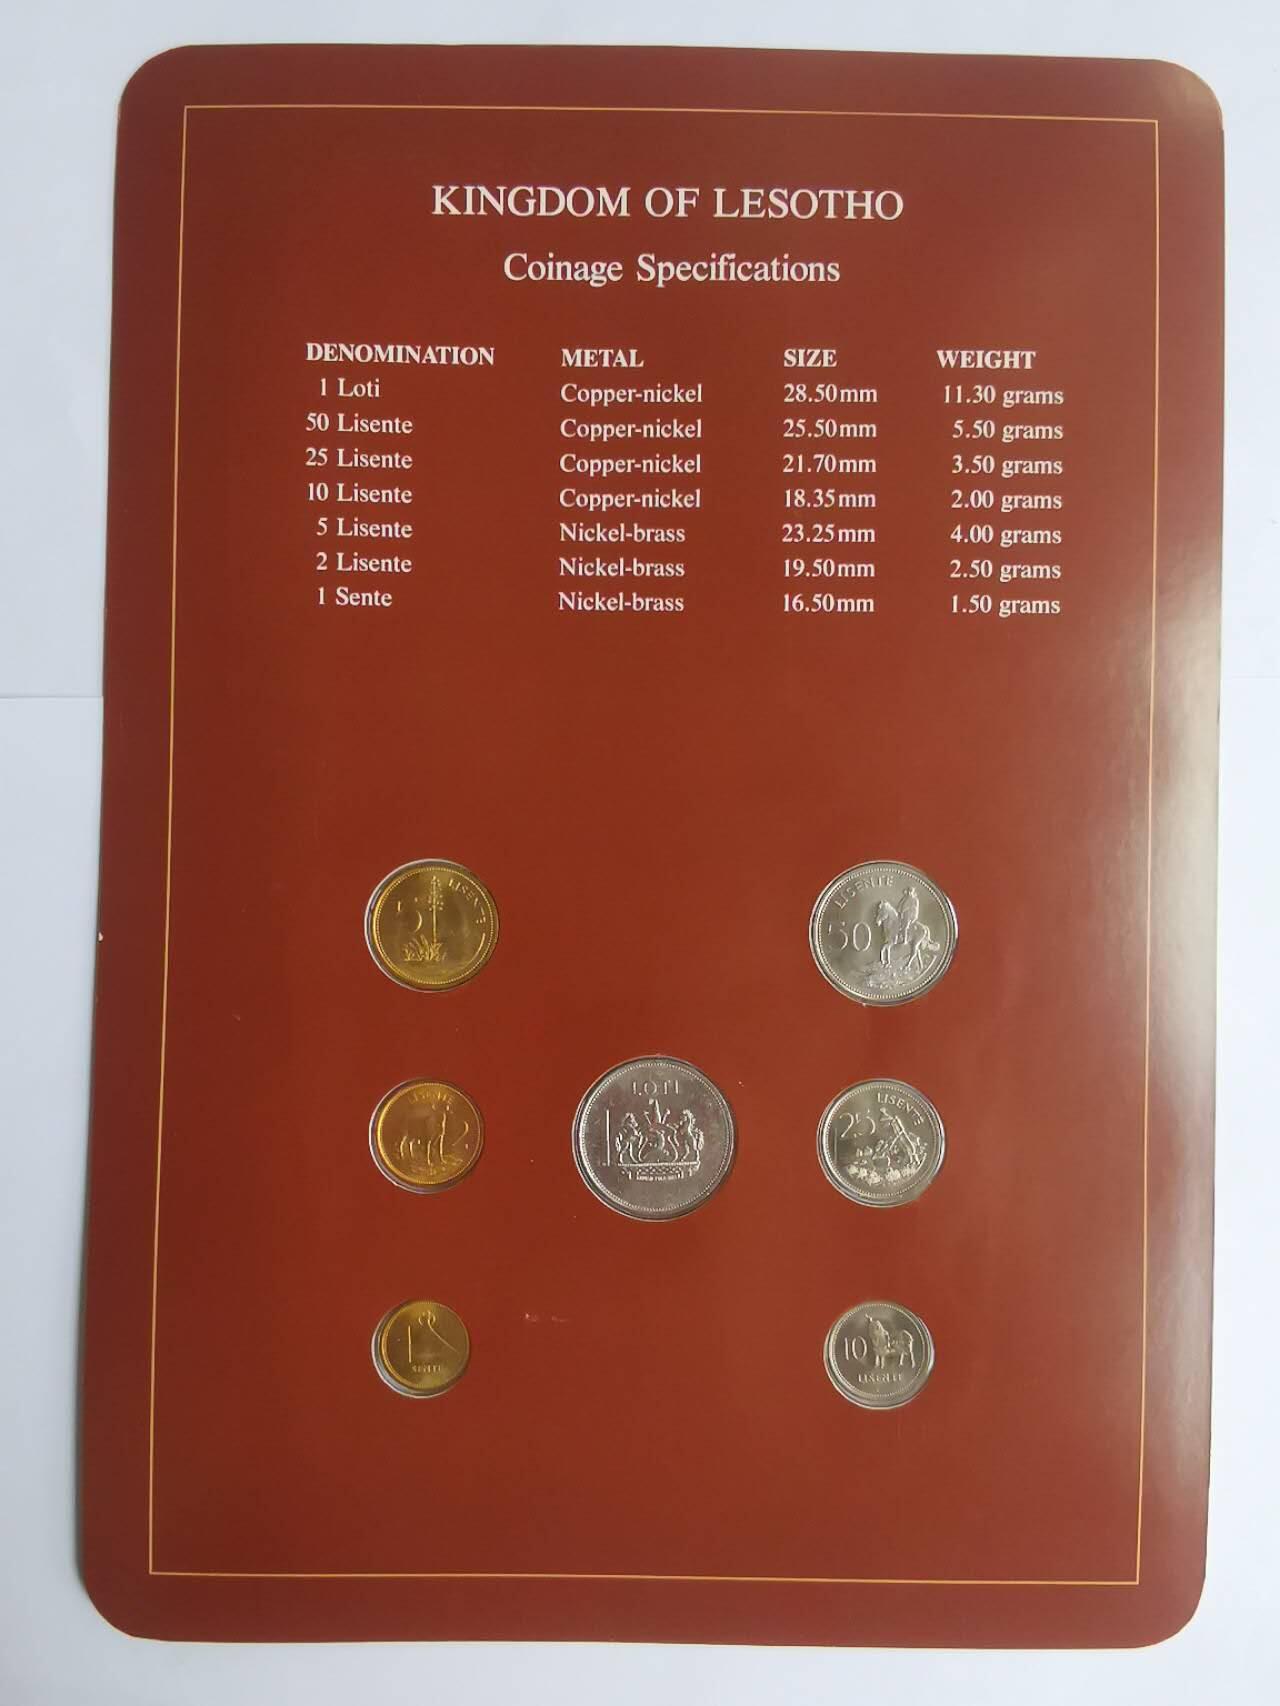 KINGDOM OF LESOTHO
Coinage Specifications
DENOMINATION METAL SIZE WEIGHT
1 Loti Copper-nickel 28.50mm 11.30 grams
50 Lisente Copper-nickel 25.50mm 5.50 grams
25 Lisente Copper-nickel 21.70mm 3.50 grams
10 Lisente Copper-nickel 18.35mm 2.00 grams
5 Lisente Nickel-brass 23.25mm 4.00 grams
2 Lisente Nickel-brass 19.50mm 2.50 grams
1 Sente Nickel-brass 16.50mm 1.50 grams
5 LISENTE
LISENTE
50
LISENTE
2
LOTI
1
LISENTE
25
1
SENTE
10
LISENTE